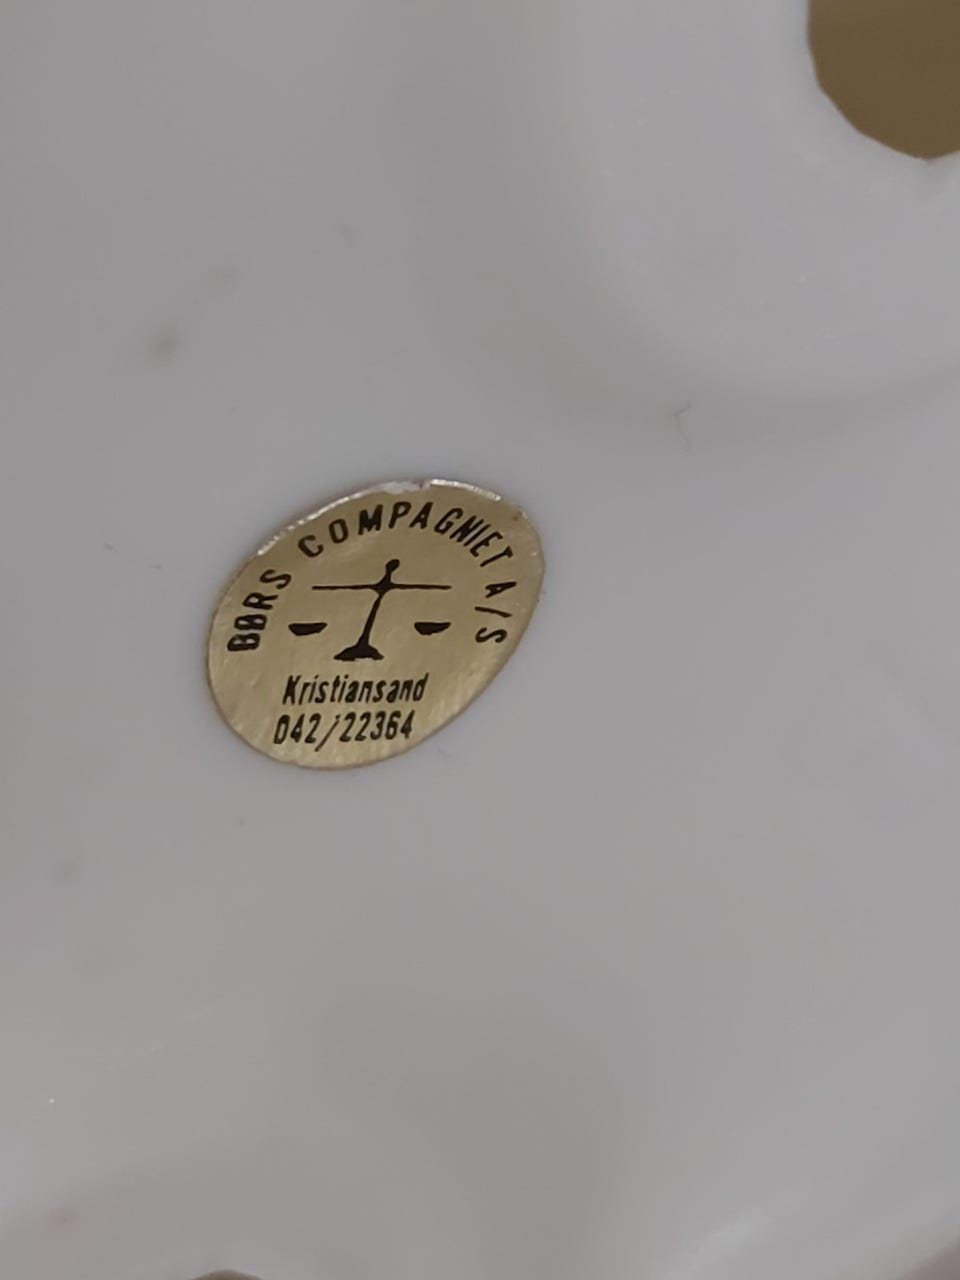 BØRS COMPAGNIET A/S
Kristiansand
042/22364